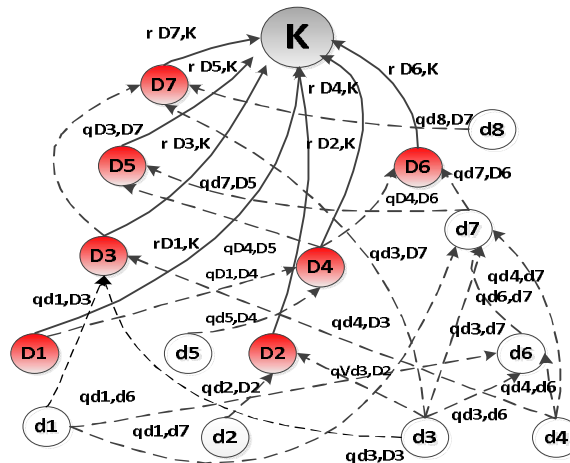 K
r D7,K
r D5,K
r D6,K
D7
r D4,K
qd8,D7
d8
qD3,D7
r D3,K
r D2,K
D5
D6
qd7,D6
qd7,D5
qD4,D6
d7
rD1,K
qD4,D5
qd3,D7
D3
qD1,D4
D4
qd4,d7
qd6,d7
qd1,D3
qd5,D4
qd4,D3
qd3,d7
D1
d5
D2
d6
qVd3,D2
qd2,D2
qd4,d6
qd1,d6
qd3,d6
d1
qd1,d7
d2
d3
d4
qd3,D3